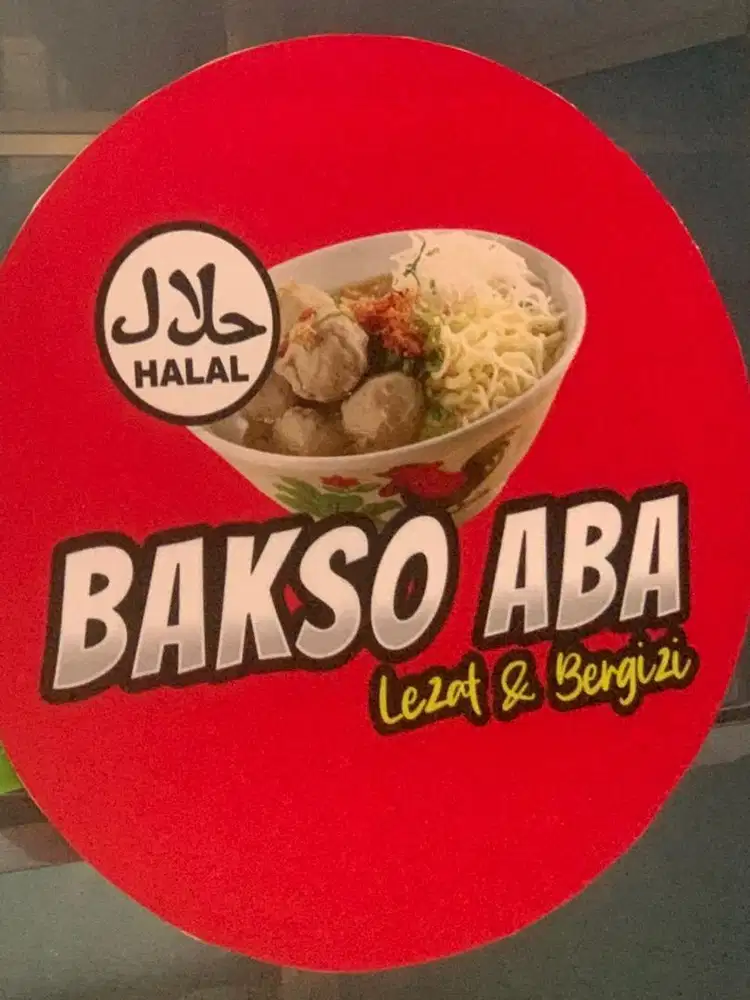 حلال
HALAL
BAKSO ABA
Lezat & Bergizi